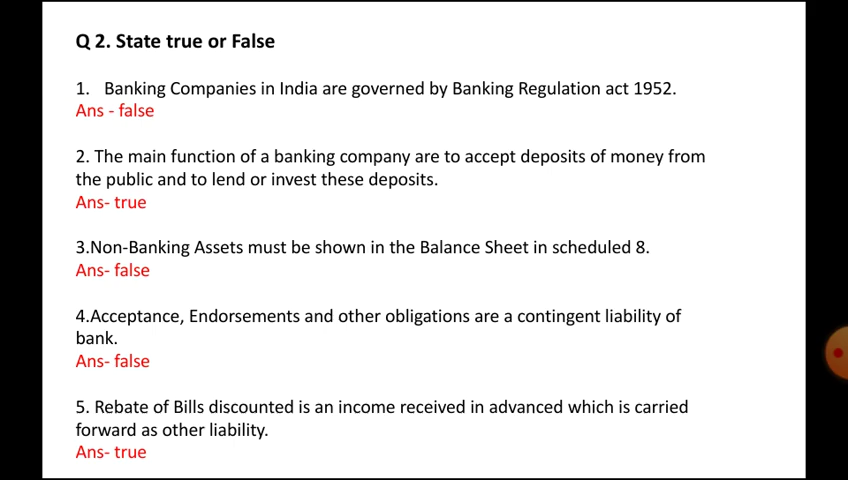 Q 2. State true or False
1. Banking Companies in India are governed by Banking Regulation act 1952.
Ans - false
2. The main function of a banking company are to accept deposits of money from
the public and to lend or invest these deposits.
Ans- true
3.Non-Banking Assets must be shown in the Balance Sheet in scheduled 8.
Ans- false
4.Acceptance, Endorsements and other obligations are a contingent liability of
bank.
Ans- false
5. Rebate of Bills discounted is an income received in advanced which is carried
forward as other liability.
Ans- true